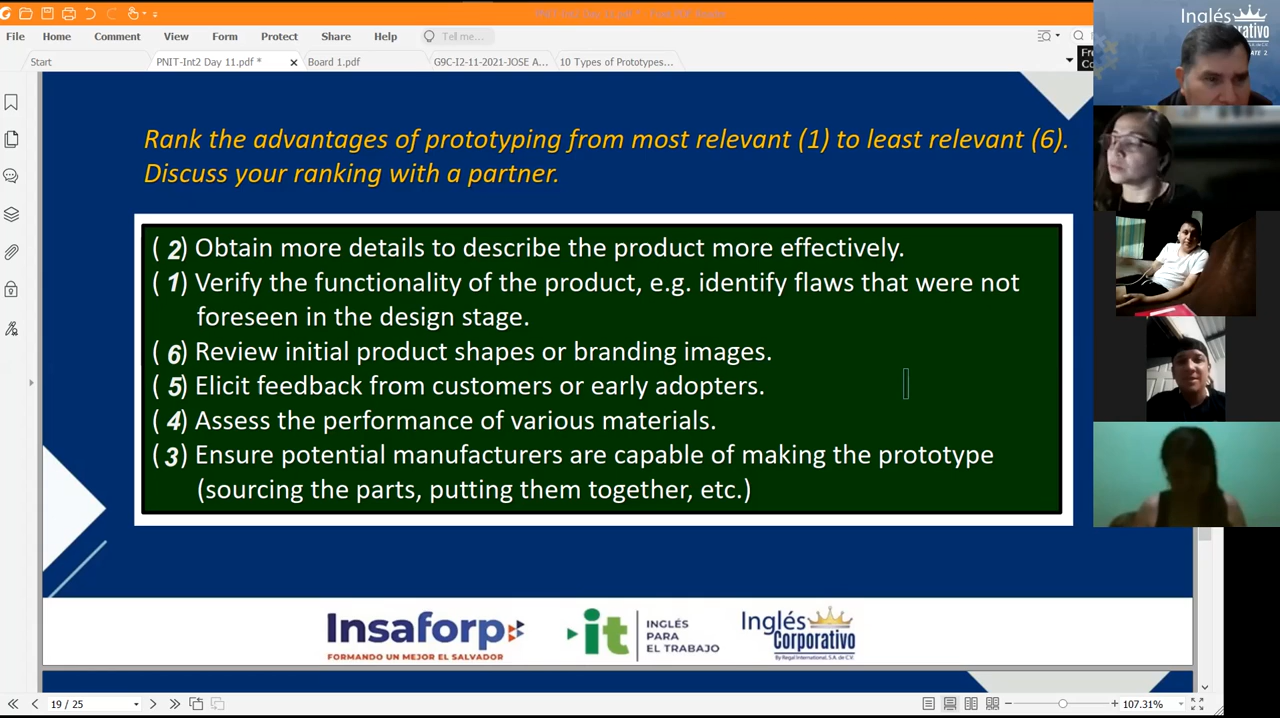 File Home Comment View Form Protect Share Help Tell me...
Start PNIT-Int2 Day 11.pdf * Board 1.pdf G9C-I2-11-2021-JOSE A... 10 Types of Prototypes...
Inglés
Rank the advantages of prototyping from most relevant (1) to least relevant (6).
Discuss your ranking with a partner.
( 2) Obtain more details to describe the product more effectively.
( 1) Verify the functionality of the product, e.g. identify flaws that were not
foreseen in the design stage.
( 6) Review initial product shapes or branding images.
( 5) Elicit feedback from customers or early adopters.
( 4) Assess the performance of various materials.
( 3) Ensure potential manufacturers are capable of making the prototype
(sourcing the parts, putting them together, etc.)
Insaforp
FORMANDO UN MEJOR EL SALVADOR
it
INGLÉS
PARA
EL TRABAJO
Inglés
Corporativo
By Regal International, S.A. de C.V.
19 / 25
107.31%